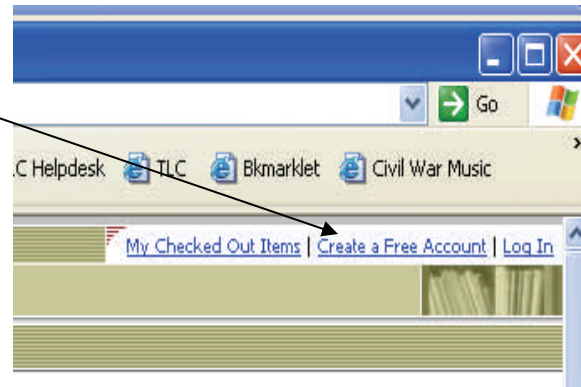 Go
.C Helpdesk TLC Bkmarklet Civil War Music
My Checked Out Items | Create a Free Account | Log In